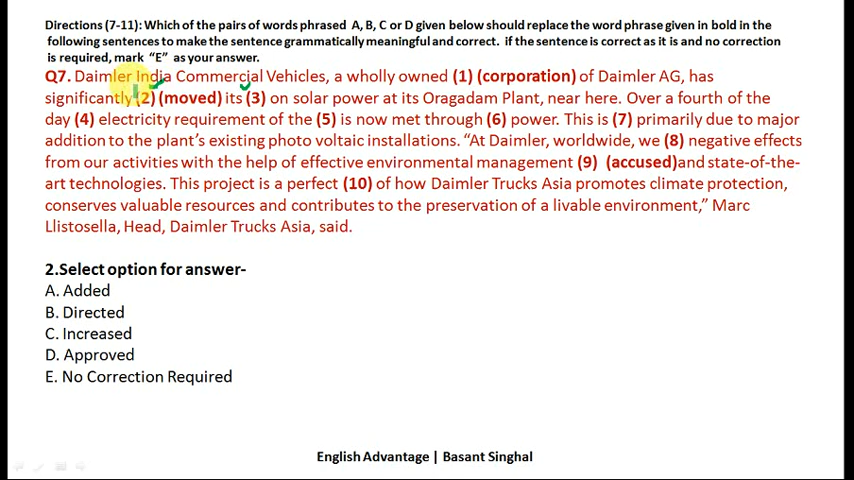 Directions (7-11): Which of the pairs of words phrased A, B, C or D given below should replace the word phrase given in bold in the
following sentences to make the sentence grammatically meaningful and correct. if the sentence is correct as it is and no correction
is required, mark “E” as your answer.
Q7. Daimler India Commercial Vehicles, a wholly owned (1) (corporation) of Daimler AG, has
significantly (2) (moved) its (3) on solar power at its Oragadam Plant, near here. Over a fourth of the
day (4) electricity requirement of the (5) is now met through (6) power. This is (7) primarily due to major
addition to the plant’s existing photo voltaic installations. “At Daimler, worldwide, we (8) negative effects
from our activities with the help of effective environmental management (9) (accused)and state-of-the-
art technologies. This project is a perfect (10) of how Daimler Trucks Asia promotes climate protection,
conserves valuable resources and contributes to the preservation of a livable environment,” Marc
Llistosella, Head, Daimler Trucks Asia, said.
2.Select option for answer-
A. Added
B. Directed
C. Increased
D. Approved
E. No Correction Required
English Advantage | Basant Singhal